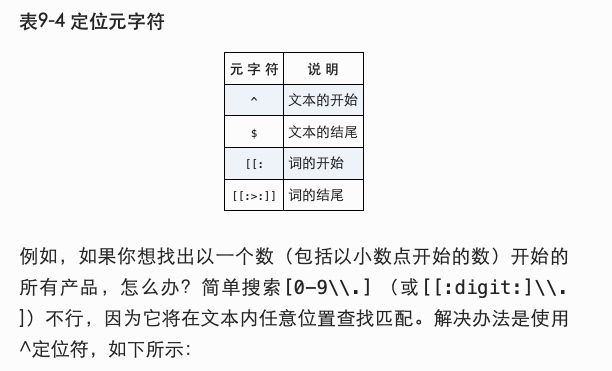 表9-4 定位元字符
元 字 符 说 明
^ 文本的开始
$ 文本的结尾
[[: 词的开始
[[:>:]] 词的结尾
例如，如果你想找出以一个数（包括以小数点开始的数）开始的
所有产品，怎么办？简单搜索[0-9\\.] （或[[:digit:]\\.
]）不行，因为它将在文本内任意位置查找匹配。解决办法是使用
^定位符，如下所示：